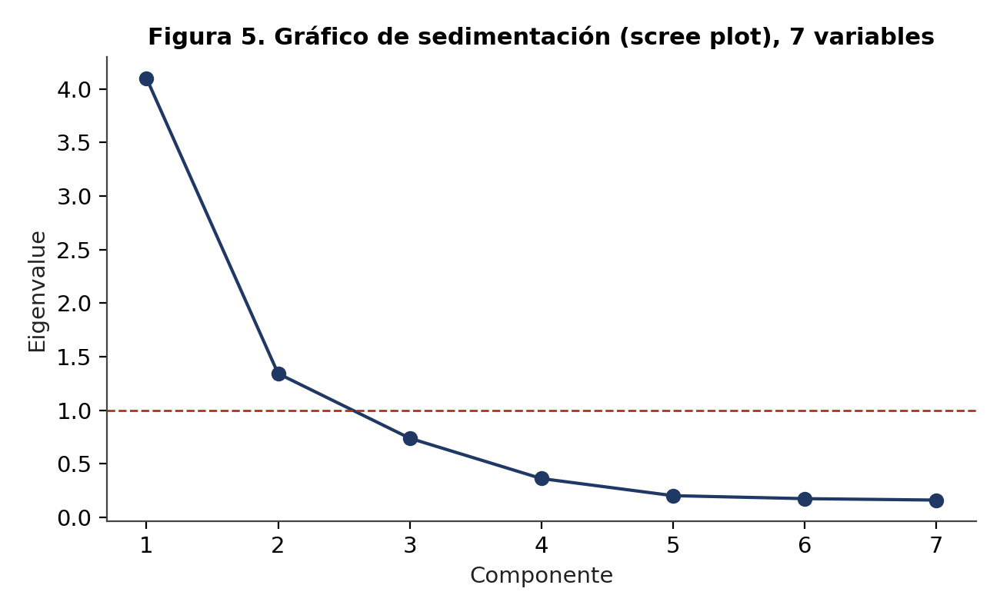 Figura 5. Gráfico de sedimentación (scree plot), 7 variables
Eigenvalue
4.0
3.5
3.0
2.5
2.0
1.5
1.0
0.5
0.0
1 2 3 4 5 6 7
Componente